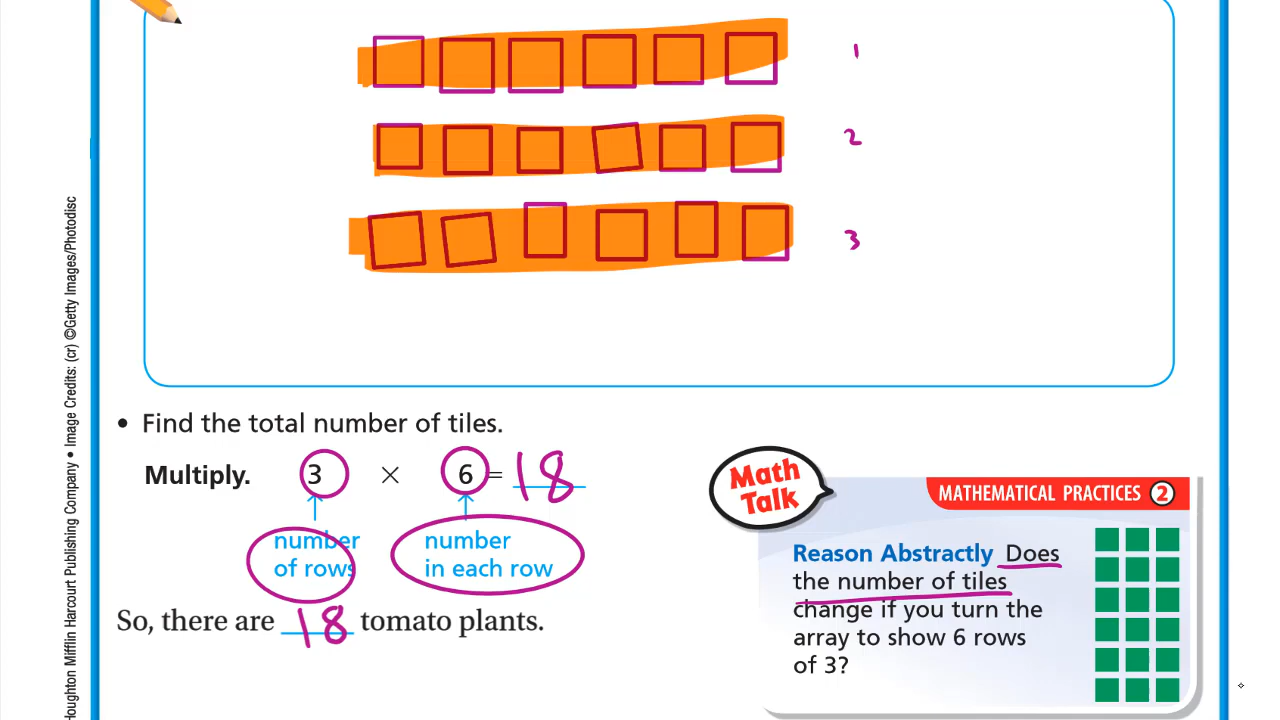 1
2
3
• Find the total number of tiles.
Multiply. 3 × 6 = 18
number of rows
number in each row
So, there are 18 tomato plants.
Math Talk
MATHEMATICAL PRACTICES 2
Reason Abstractly Does
the number of tiles
change if you turn the
array to show 6 rows
of 3?
Houghton Mifflin Harcourt Publishing Company • Image Credits: (cr) ©Getty Images/Photodisc